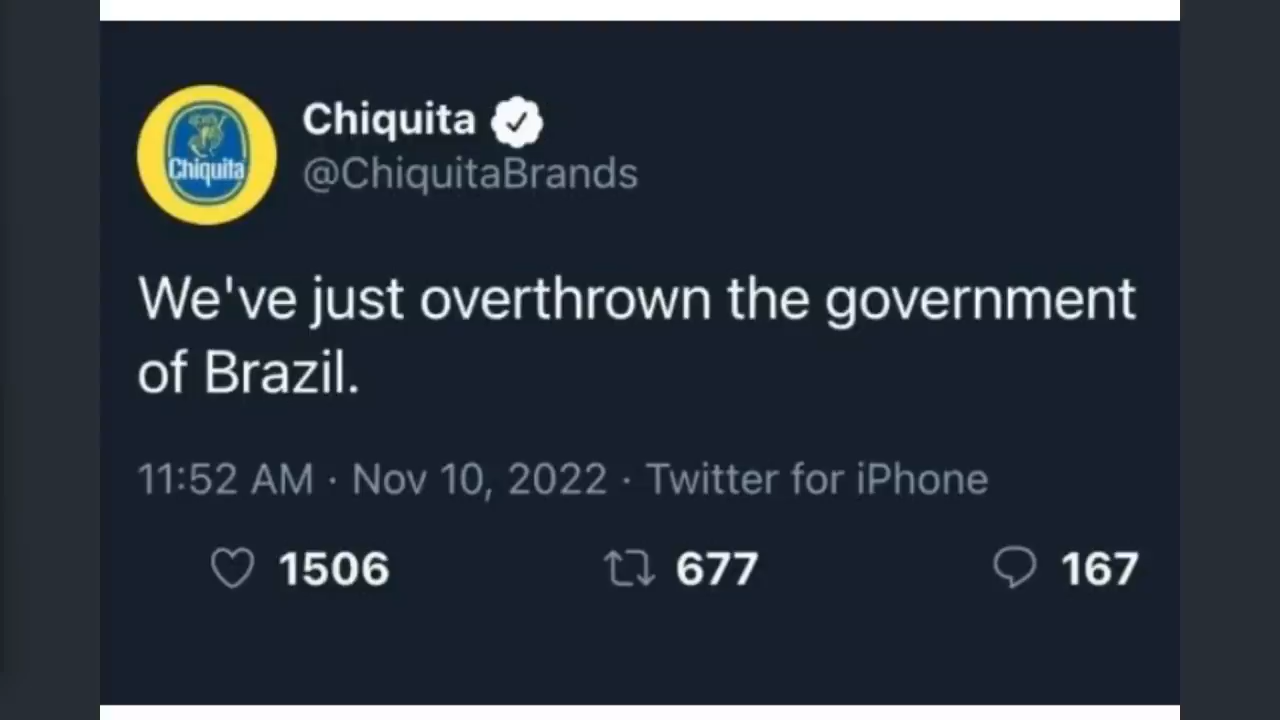 Chiquita
Chiquita
@ChiquitaBrands
We've just overthrown the government
of Brazil.
11:52 AM · Nov 10, 2022 · Twitter for iPhone
1506 677 167